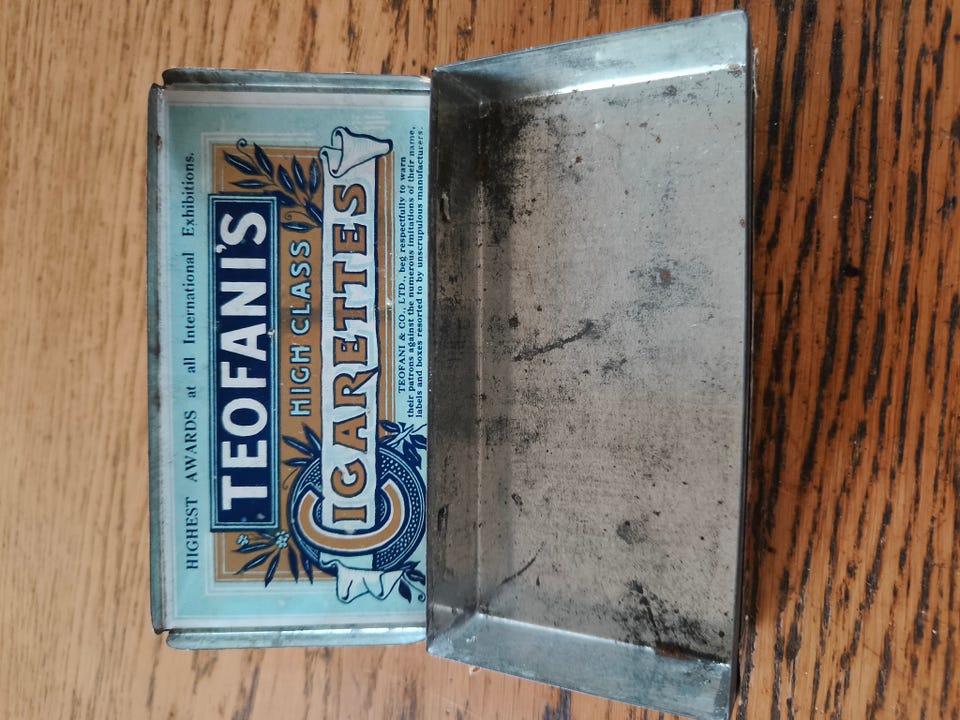 HIGHEST AWARDS at all International Exhibitions.
TEOFANI'S
HIGH CLASS
CIGARETTES
TEOFANI & CO., LTD., beg respectfully to warn
their patrons against the numerous imitations of their name,
labels and boxes resorted to by unscrupulous manufacturers.